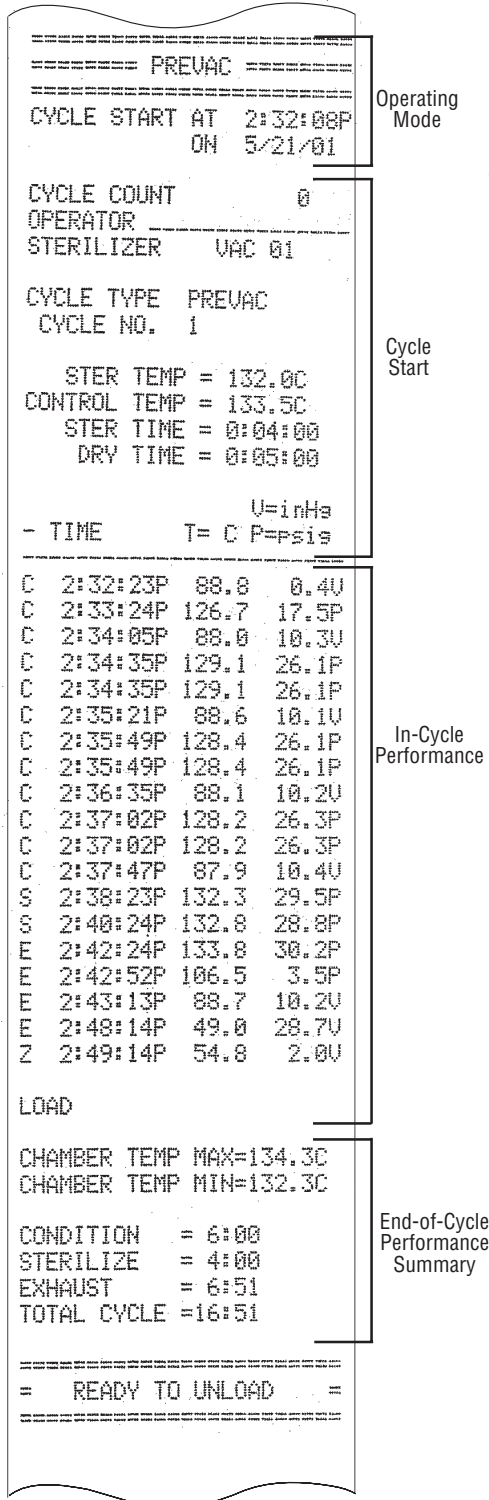 ===== PREVAC =====
CYCLE START AT 2:32:08P
ON 5/21/01
Operating
Mode
CYCLE COUNT 0
OPERATOR
STERILIZER VAC 01
CYCLE TYPE PREVAC
CYCLE NO. 1
STER TEMP = 132.0C
CONTROL TEMP = 133.5C
STER TIME = 0:04:00
DRY TIME = 0:05:00
V=inHg
- TIME T= C P=psig
Cycle
Start
C 2:32:23P 88.8 0.4V
C 2:33:24P 126.7 17.5P
C 2:34:05P 88.0 10.3V
C 2:34:35P 129.1 26.1P
C 2:34:35P 129.1 26.1P
C 2:35:21P 88.6 10.1V
C 2:35:49P 128.4 26.1P
C 2:35:49P 128.4 26.1P
C 2:36:35P 88.1 10.2V
C 2:37:02P 128.2 26.3P
C 2:37:02P 128.2 26.3P
C 2:37:47P 87.9 10.4V
S 2:38:23P 132.3 29.5P
S 2:40:24P 132.8 28.8P
E 2:42:24P 133.8 30.2P
E 2:42:52P 106.5 3.5P
E 2:43:13P 88.7 10.2V
E 2:48:14P 49.0 28.7V
Z 2:49:14P 54.8 2.0V
LOAD
In-Cycle
Performance
CHAMBER TEMP MAX=134.3C
CHAMBER TEMP MIN=132.3C
CONDITION = 6:00
STERILIZE = 4:00
EXHAUST = 6:51
TOTAL CYCLE =16:51
End-of-Cycle
Performance
Summary
= READY TO UNLOAD =